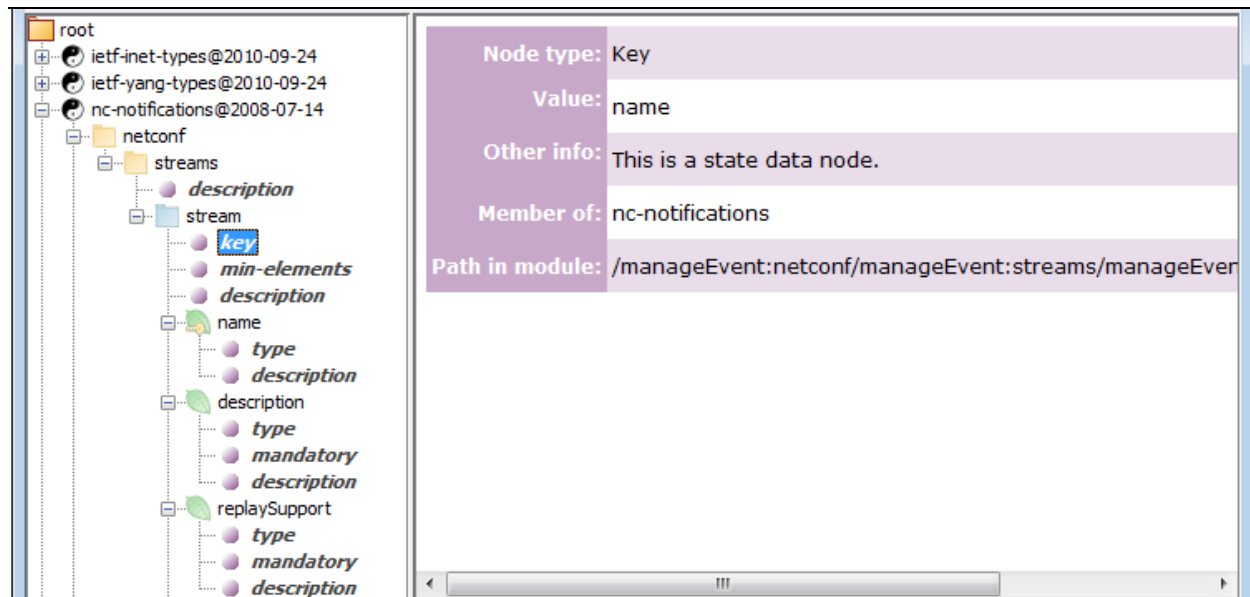 root
ietf-inet-types@2010-09-24
ietf-yang-types@2010-09-24
nc-notifications@2008-07-14
netconf
streams
description
stream
key
min-elements
description
name
type
description
description
type
mandatory
description
replaySupport
type
mandatory
description
Node type: Key
Value: name
Other info: This is a state data node.
Member of: nc-notifications
Path in module: /manageEvent:netconf/manageEvent:streams/manageEven